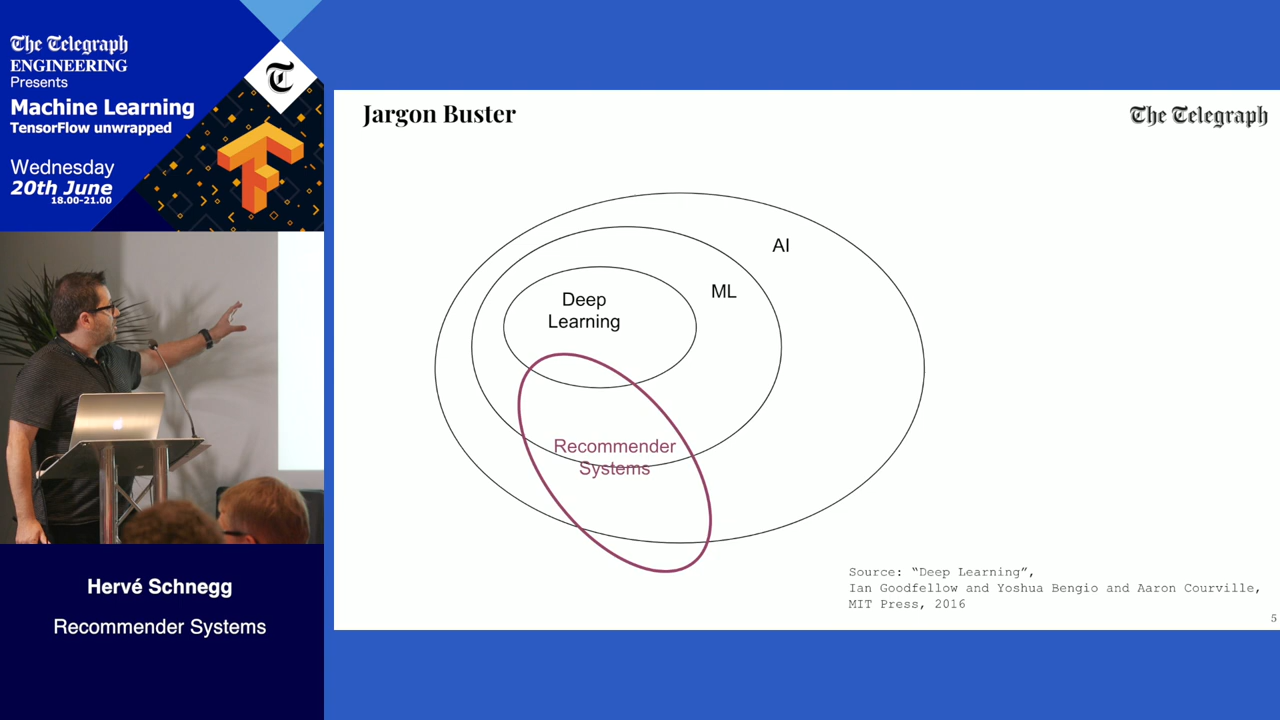 The Telegraph
ENGINEERING
Presents
Machine Learning
TensorFlow unwrapped
Wednesday
20th June
18.00-21.00
Hervé Schnegg
Recommender Systems
Jargon Buster
The Telegraph
AI
ML
Deep
Learning
Recommender
Systems
Source: “Deep Learning”,
Ian Goodfellow and Yoshua Bengio and Aaron Courville,
MIT Press, 2016
5